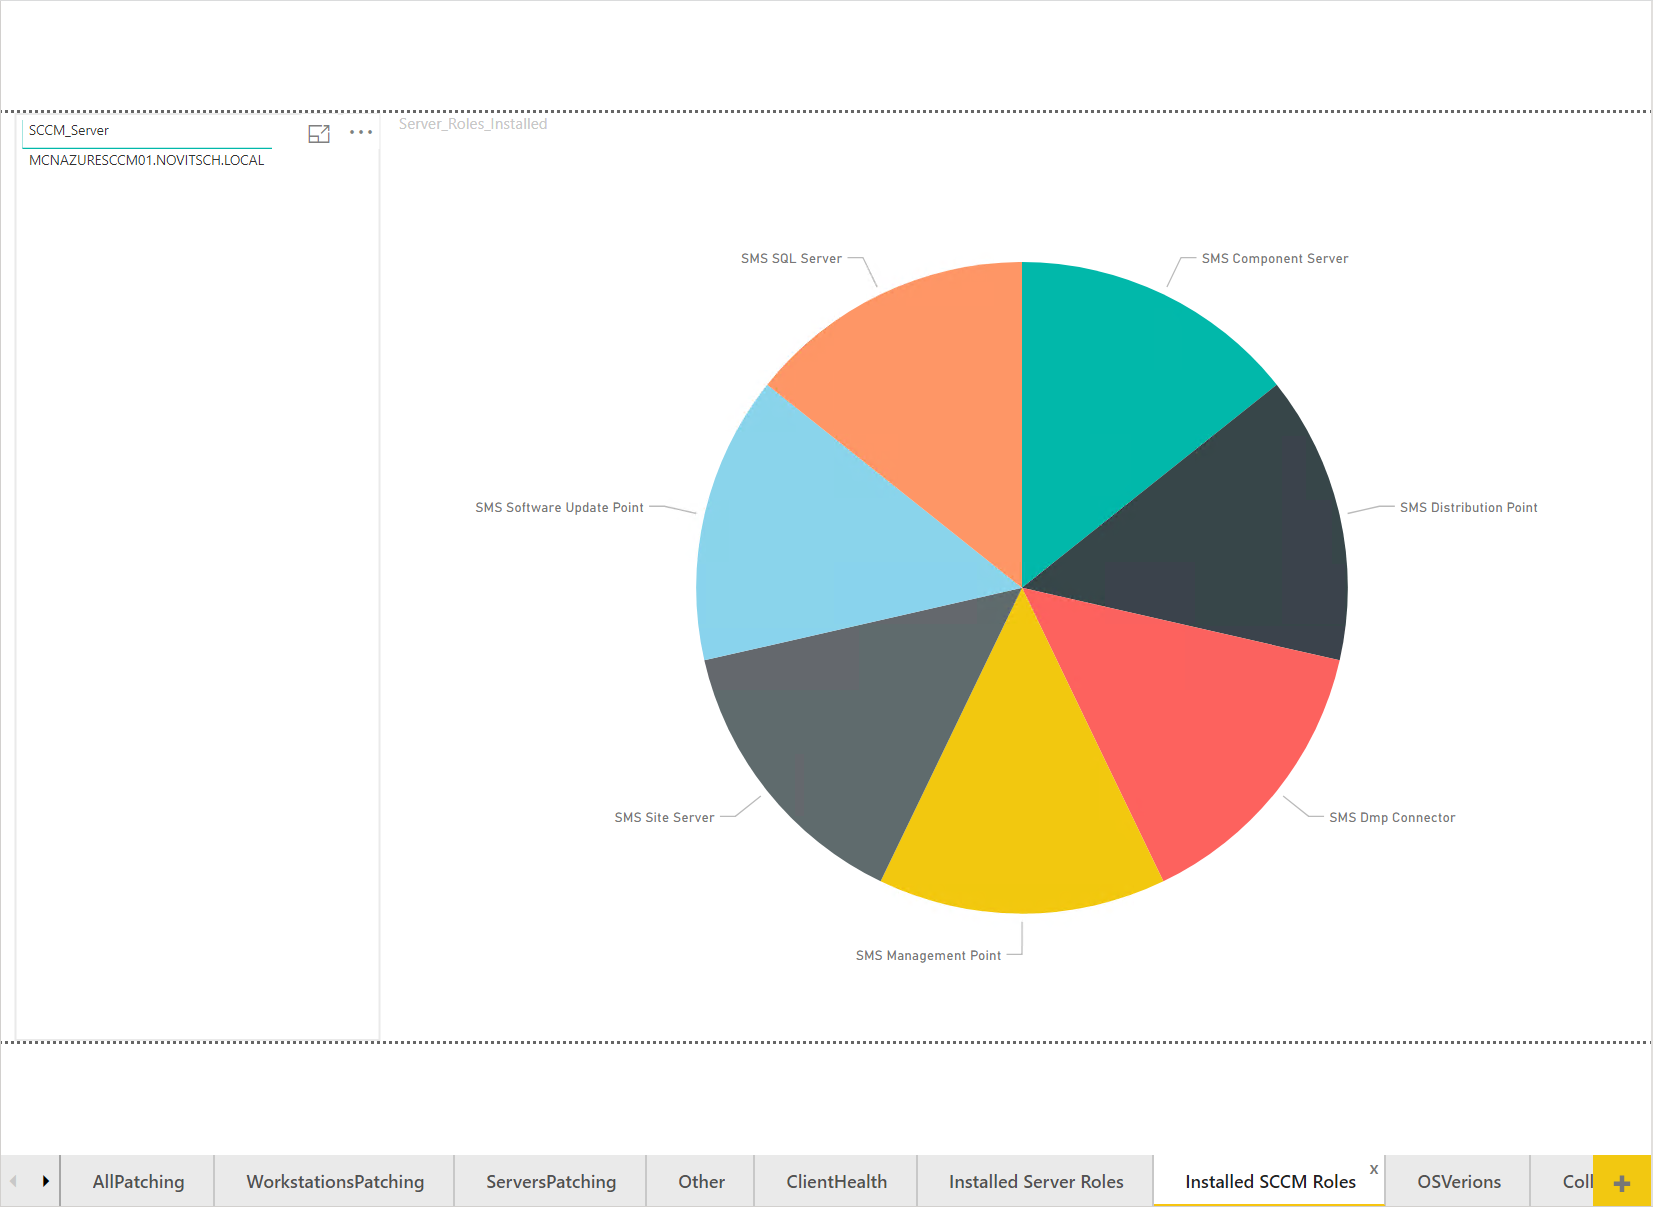 SCCM_Server
MCNAZURESCCM01.NOVITSCH.LOCAL
Server_Roles_Installed
SMS SQL Server
SMS Component Server
SMS Software Update Point
SMS Distribution Point
SMS Site Server
SMS Dmp Connector
SMS Management Point
AllPatching
WorkstationsPatching
ServersPatching
Other
ClientHealth
Installed Server Roles
Installed SCCM Roles
x
OSVerions
Coll